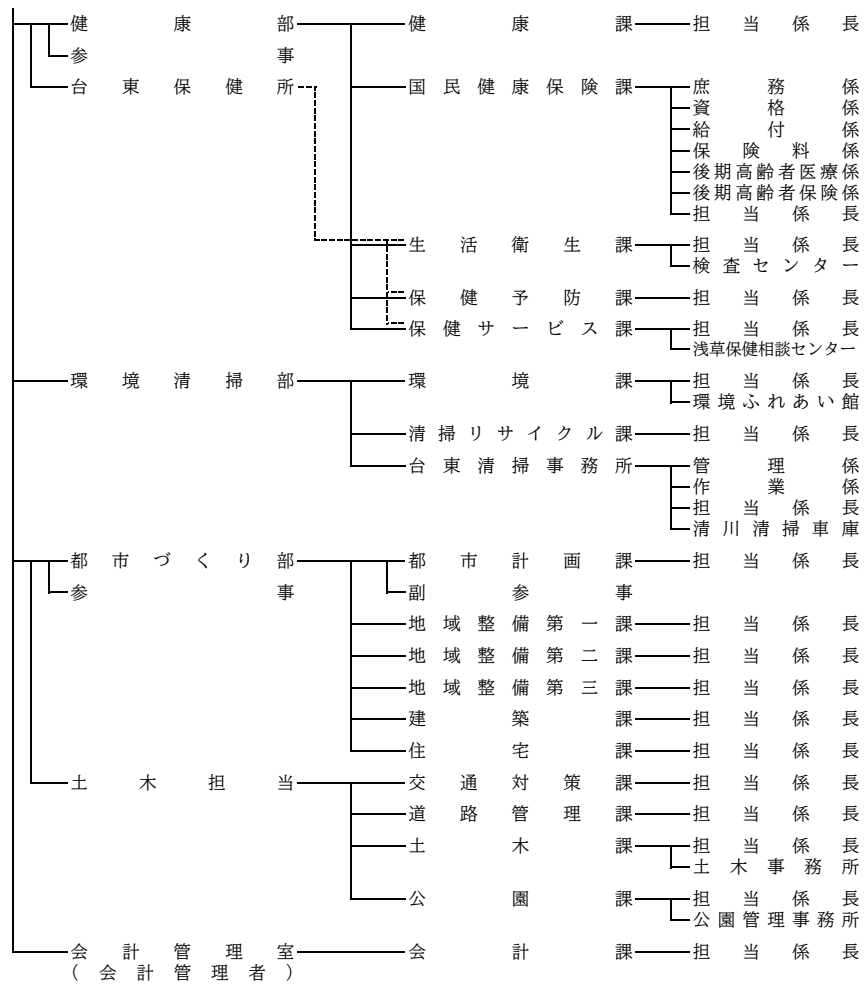 健康部 健康課 担当係長
参事
台東保健所 国民健康保険課 庶務係
資格係
給付係
保険料係
後期高齢者医療係
後期高齢者保険係
担当係長
生活衛生課 担当係長
検査センター
保健予防課 担当係長
保健サービス課 担当係長
浅草保健相談センター
環境清掃部 環境課 担当係長
環境ふれあい館
清掃リサイクル課 担当係長
台東清掃事務所 管理係
作業係
担当係長
清川清掃車庫
都市づくり部 都市計画課 担当係長
参事 副参事
地域整備第一課 担当係長
地域整備第二課 担当係長
地域整備第三課 担当係長
建築課 担当係長
住宅課 担当係長
土木担当 交通対策課 担当係長
道路管理課 担当係長
土木課 担当係長
土木事務所
公園課 担当係長
公園管理事務所
会計管理室 会計課 担当係長
(会計管理者)